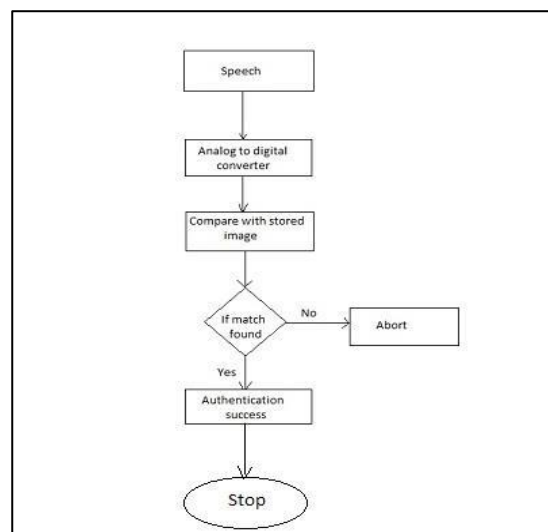 Speech
Analog to digital
converter
Compare with stored
image
If match
found
No
Abort
Yes
Authentication
success
Stop